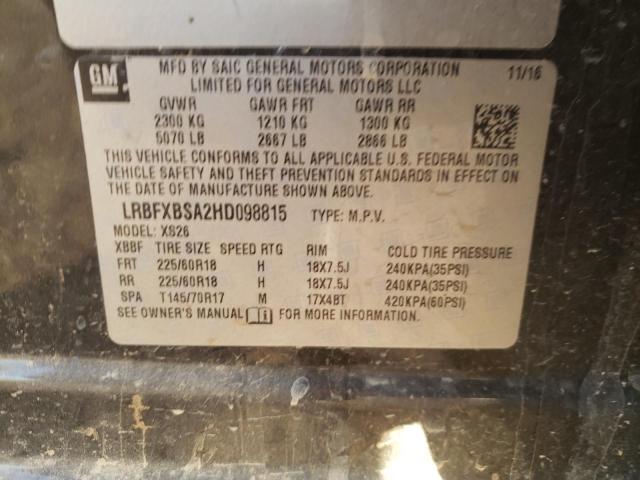 GM
MFD BY SAIC GENERAL MOTORS CORPORATION 11/16
LIMITED FOR GENERAL MOTORS LLC
GVWR GAWR FRT GAWR RR
2300 KG 1210 KG 1300 KG
5070 LB 2667 LB 2866 LB
THIS VEHICLE CONFORMS TO ALL APPLICABLE U.S. FEDERAL MOTOR
VEHICLE SAFETY AND THEFT PREVENTION STANDARDS IN EFFECT ON
THE DATE OF MANUFACTURE SHOWN ABOVE.
LRBFXBSA2HD098815 TYPE: M.P.V.
MODEL: XS26
XBBF TIRE SIZE SPEED RTG RIM COLD TIRE PRESSURE
FRT 225/60R18 H 18X7.5J 240KPA(35PSI)
RR 225/60R18 H 18X7.5J 240KPA(35PSI)
SPA T145/70R17 M 17X4BT 420KPA(60PSI)
SEE OWNER'S MANUAL FOR MORE INFORMATION.